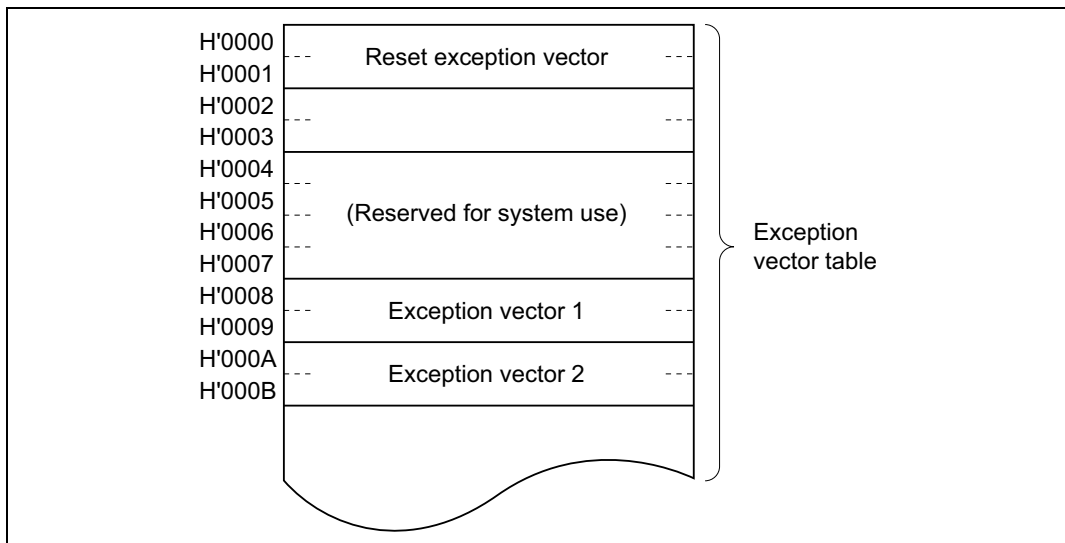 H'0000
Reset exception vector
H'0001
H'0002
H'0003
H'0004
H'0005
(Reserved for system use)
H'0006
H'0007
H'0008
Exception vector 1
H'0009
H'000A
Exception vector 2
H'000B
Exception
vector table